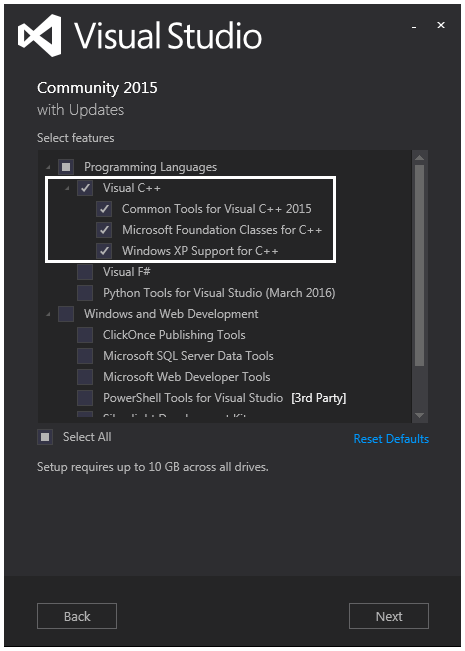 Visual Studio
Community 2015
with Updates
Select features
Programming Languages
Visual C++
Common Tools for Visual C++ 2015
Microsoft Foundation Classes for C++
Windows XP Support for C++
Visual F#
Python Tools for Visual Studio (March 2016)
Windows and Web Development
ClickOnce Publishing Tools
Microsoft SQL Server Data Tools
Microsoft Web Developer Tools
PowerShell Tools for Visual Studio [3rd Party]
Select All
Reset Defaults
Setup requires up to 10 GB across all drives.
Back
Next